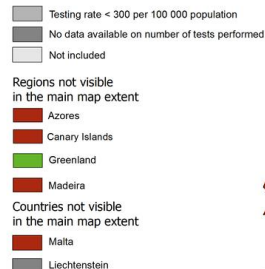 Testing rate < 300 per 100 000 population
No data available on number of tests performed
Not included
Regions not visible
in the main map extent
Azores
Canary Islands
Greenland
Madeira
Countries not visible
in the main map extent
Malta
Liechtenstein